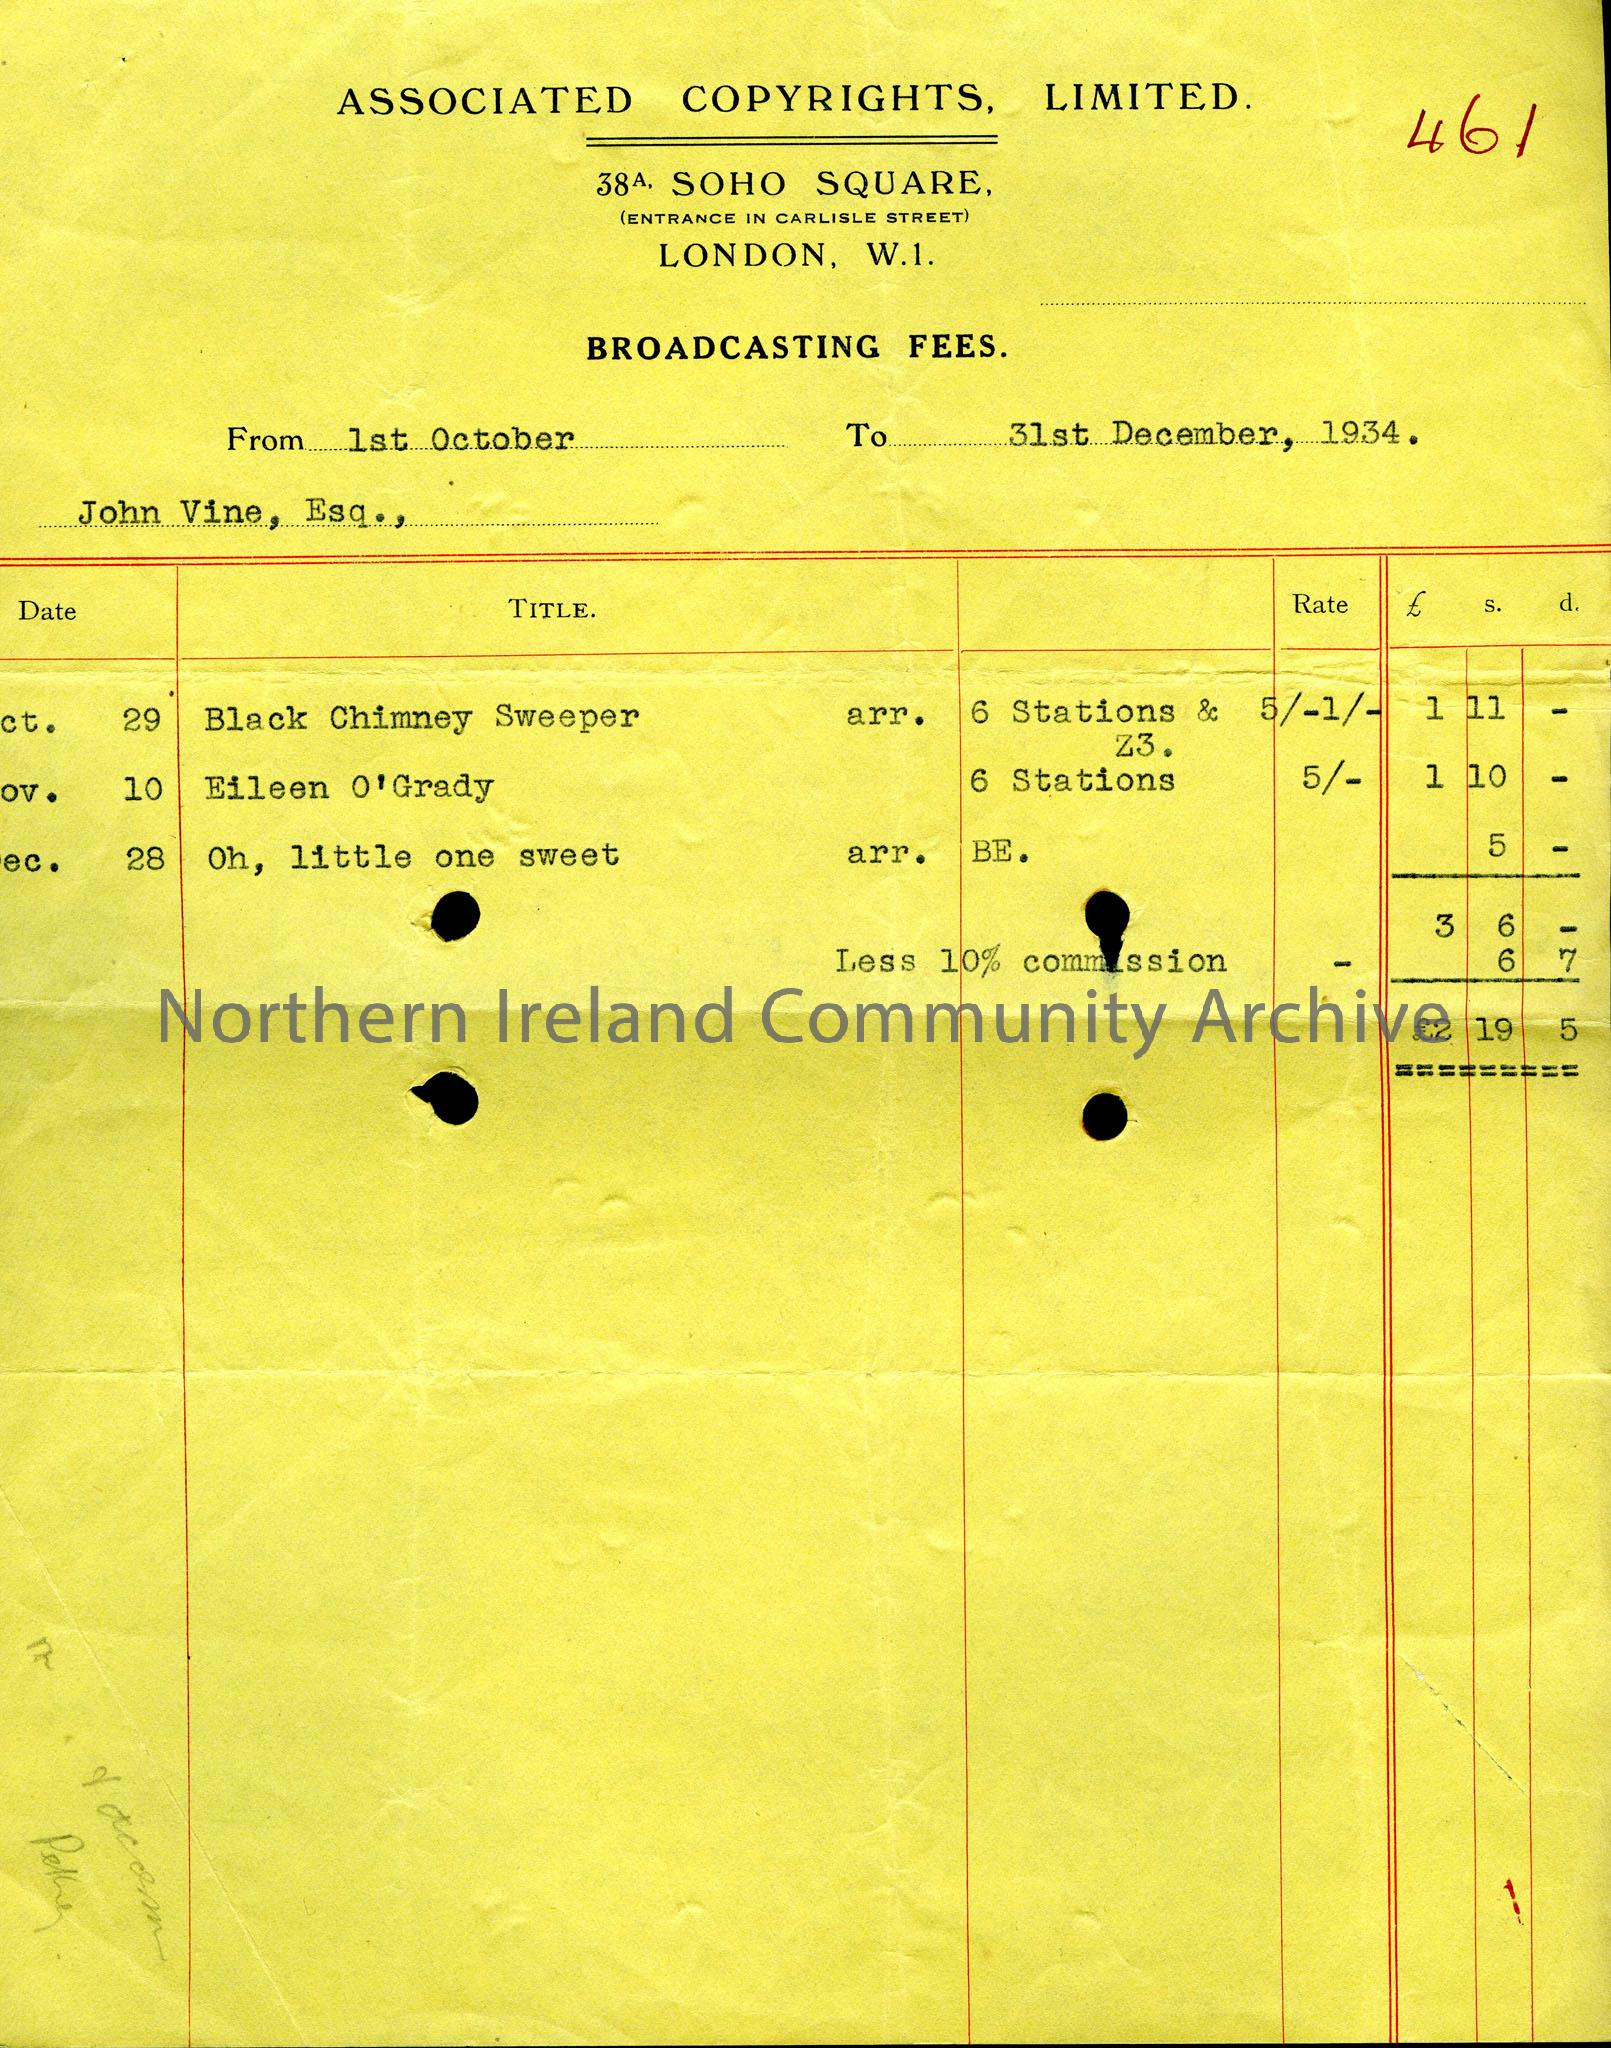 ASSOCIATED COPYRIGHTS, LIMITED.
461
38A, SOHO SQUARE,
(ENTRANCE IN CARLISLE STREET)
LONDON, W.1.
BROADCASTING FEES.
From 1st October To 31st December, 1934.
John Vine, Esq.,
Date TITLE. Rate £ s. d.
ct. 29 Black Chimney Sweeper arr. 6 Stations & 5/-1/- 1 11 -
Z3.
ov. 10 Eileen O'Grady 6 Stations 5/- 1 10 -
ec. 28 Oh, little one sweet arr. BE. 5 -
3 6 -
Less 10% commission - 6 7
Northern Ireland Community Archive
£2 19 5
=========